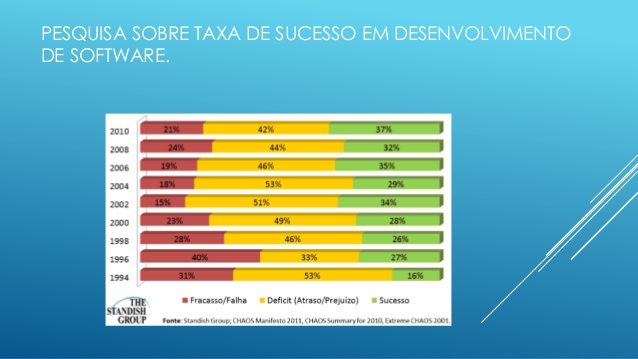 PESQUISA SOBRE TAXA DE SUCESSO EM DESENVOLVIMENTO
DE SOFTWARE.
2010 21% 42% 37%
2008 24% 44% 32%
2006 19% 46% 35%
2004 18% 53% 29%
2002 15% 51% 34%
2000 23% 49% 28%
1998 28% 46% 26%
1996 40% 33% 27%
1994 31% 53% 16%
Fracasso/Falha Deficit (Atraso/Prejuízo) Sucesso
THE
STANDISH
GROUP
Fonte: Standish Group; CHAOS Manifesto 2011, CHAOS Summary for 2010, Extreme CHAOS 2001.